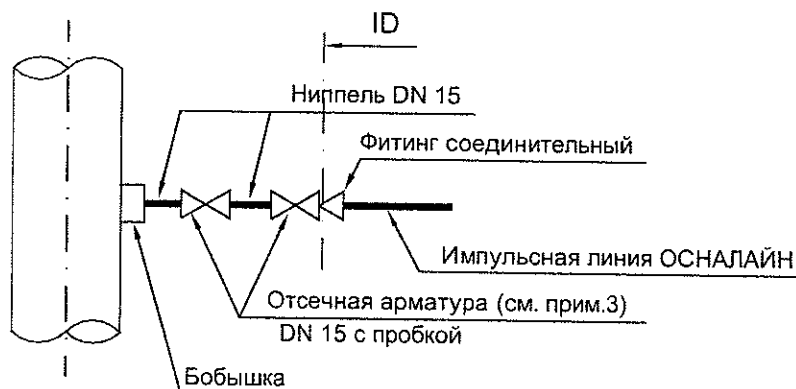 ID
Ниппель DN 15
Фитинг соединительный
Импульсная линия ОСНАЛАЙН
Отсечная арматура (см. прим.3)
DN 15 с пробкой
Бобышка